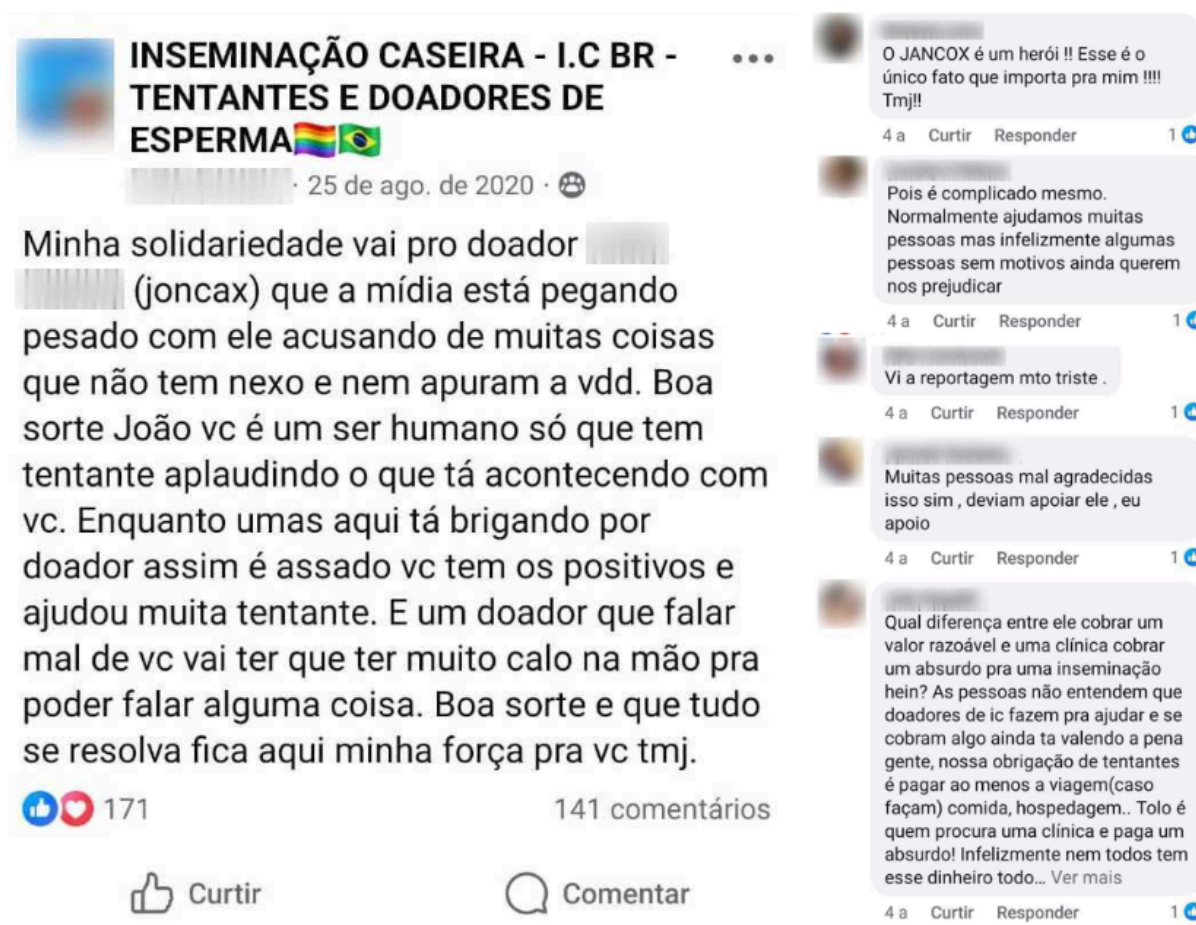 INSEMINAÇÃO CASEIRA - I.C BR -
TENTANTES E DOADORES DE
ESPERMA🏳️‍🌈🇧🇷
· 25 de ago. de 2020 ·
Minha solidariedade vai pro doador
(joncax) que a mídia está pegando
pesado com ele acusando de muitas coisas
que não tem nexo e nem apuram a vdd. Boa
sorte João vc é um ser humano só que tem
tentante aplaudindo o que tá acontecendo com
vc. Enquanto umas aqui tá brigando por
doador assim é assado vc tem os positivos e
ajudou muita tentante. E um doador que falar
mal de vc vai ter que ter muito calo na mão pra
poder falar alguma coisa. Boa sorte e que tudo
se resolva fica aqui minha força pra vc tmj.
171
141 comentários
Curtir
Comentar
O JANCOX é um herói !! Esse é o
único fato que importa pra mim !!!!
Tmj!!
4 a Curtir Responder 1
Pois é complicado mesmo.
Normalmente ajudamos muitas
pessoas mas infelizmente algumas
pessoas sem motivos ainda querem
nos prejudicar
4 a Curtir Responder 1
Vi a reportagem mto triste .
4 a Curtir Responder 1
Muitas pessoas mal agradecidas
isso sim , deviam apoiar ele , eu
apoio
4 a Curtir Responder 1
Qual diferença entre ele cobrar um
valor razoável e uma clínica cobrar
um absurdo pra uma inseminação
hein? As pessoas não entendem que
doadores de ic fazem pra ajudar e se
cobram algo ainda ta valendo a pena
gente, nossa obrigação de tentantes
é pagar ao menos a viagem(caso
façam) comida, hospedagem.. Tolo é
quem procura uma clínica e paga um
absurdo! Infelizmente nem todos tem
esse dinheiro todo... Ver mais
4 a Curtir Responder 1